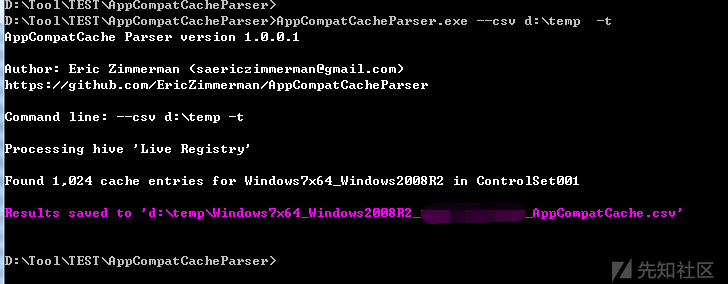 D:\Tool\TEST\AppCompatCacheParser>
D:\Tool\TEST\AppCompatCacheParser>AppCompatCacheParser.exe --csv d:\temp  -t
AppCompatCache Parser version 1.0.0.1
Author: Eric Zimmerman (saericzimmerman@gmail.com)
https://github.com/EricZimmerman/AppCompatCacheParser
Command line: --csv d:\temp -t
Processing hive 'Live Registry'
Found 1,024 cache entries for Windows7x64_Windows2008R2 in ControlSet001
Results saved to 'd:\temp\Windows7x64_Windows2008R2_ _AppCompatCache.csv'
D:\Tool\TEST\AppCompatCacheParser>
先知社区